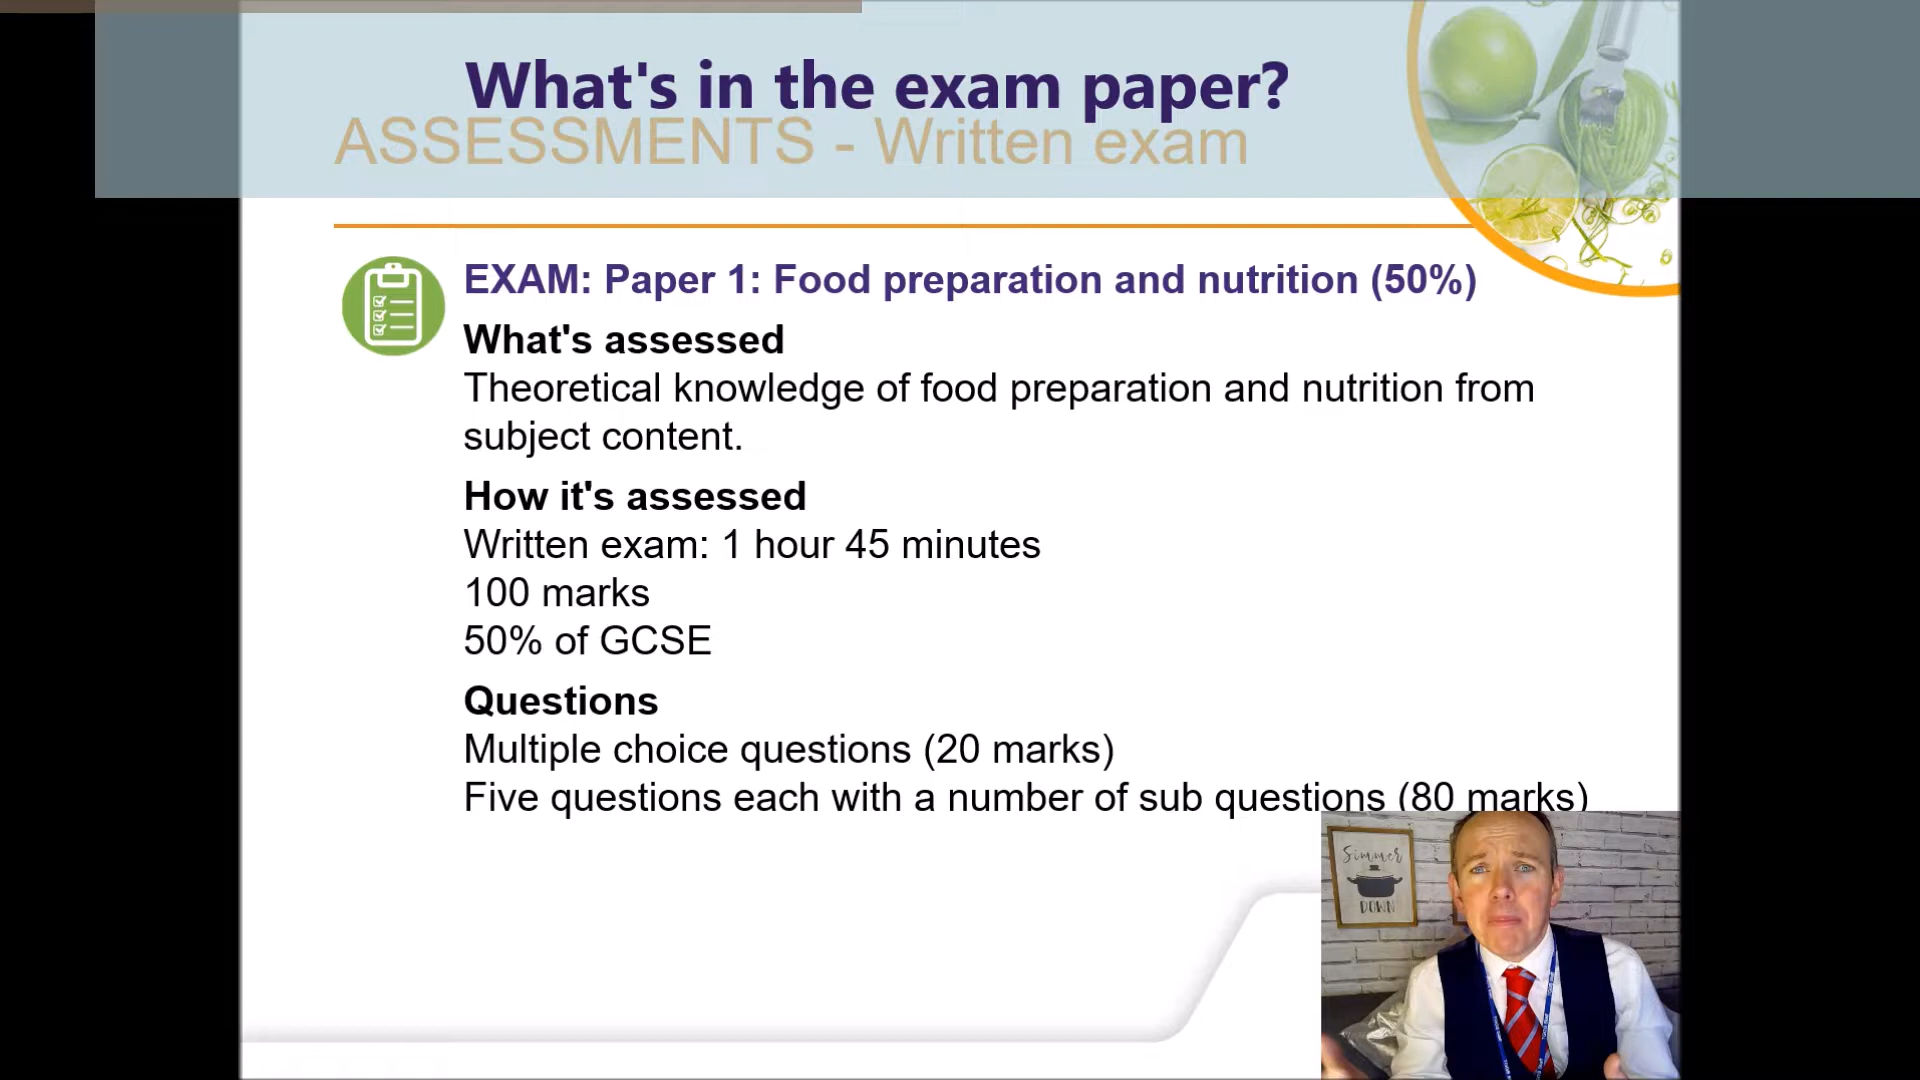 What's in the exam paper?
ASSESSMENTS - Written exam
EXAM: Paper 1: Food preparation and nutrition (50%)
What's assessed
Theoretical knowledge of food preparation and nutrition from
subject content.
How it's assessed
Written exam: 1 hour 45 minutes
100 marks
50% of GCSE
Questions
Multiple choice questions (20 marks)
Five questions each with a number of sub questions (80 marks)
Simmer
DOWN